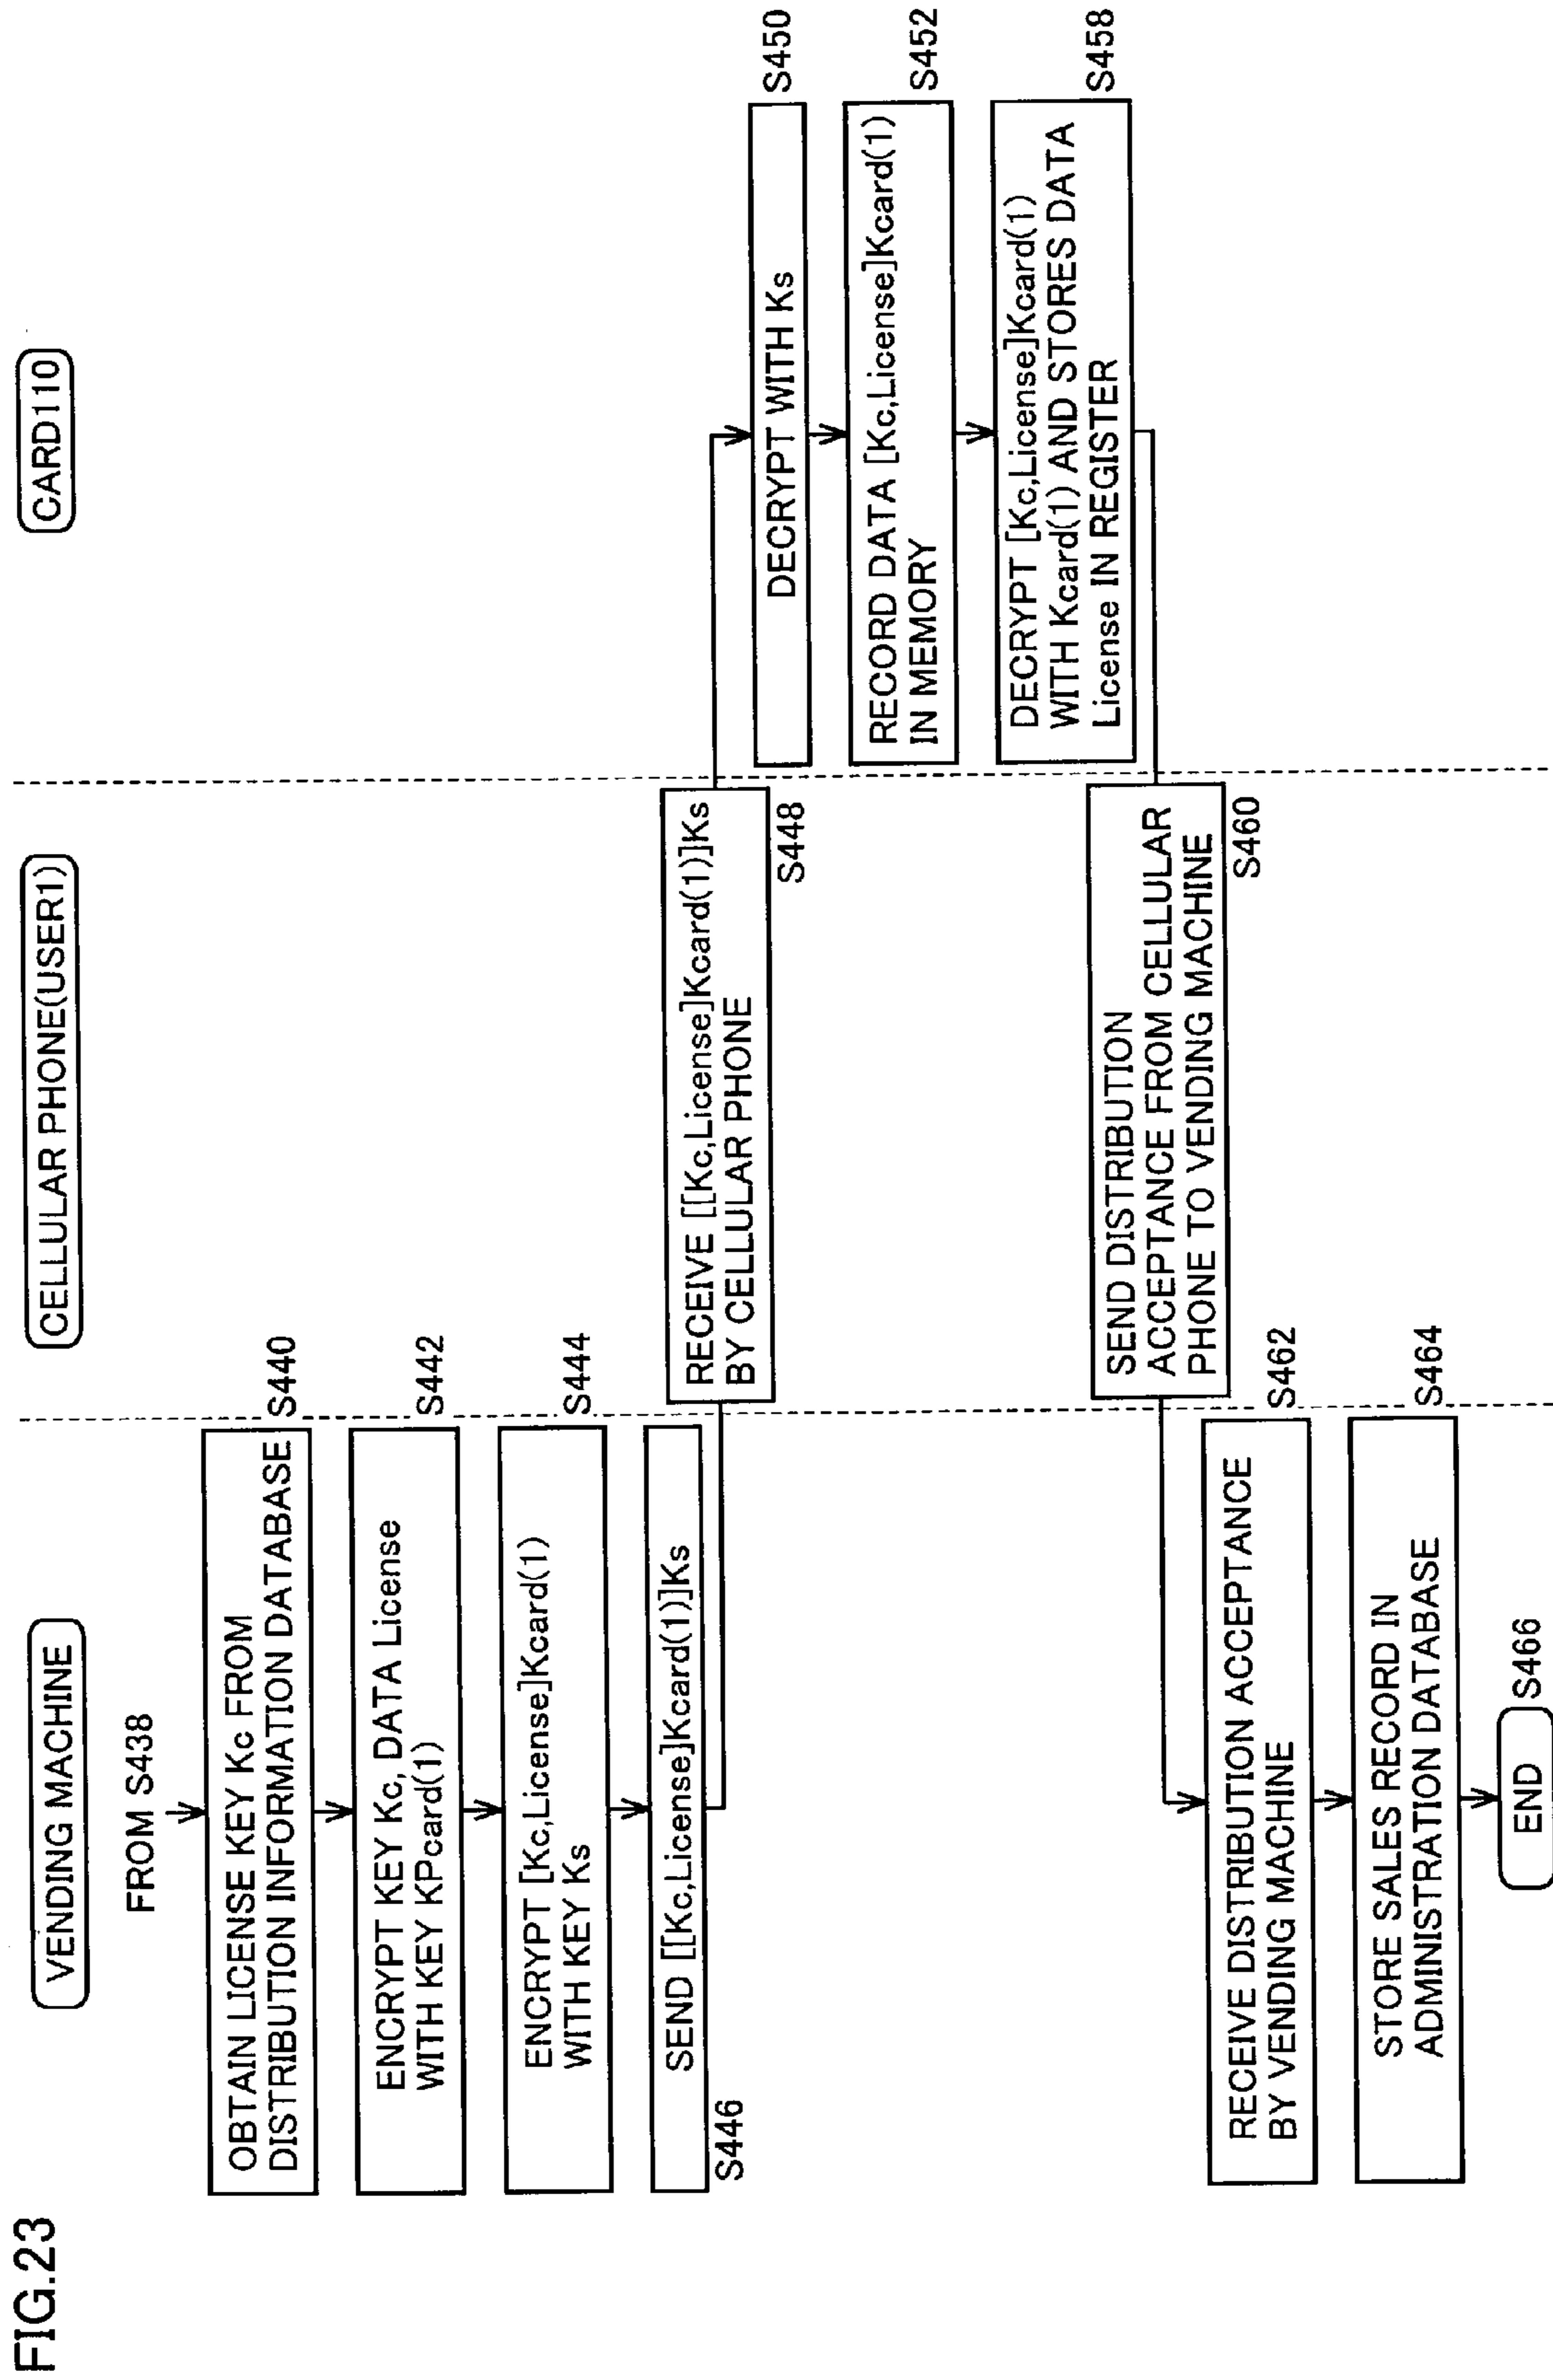 FIG.23
VENDING MACHINE
CELLULAR PHONE(USER1)
CARD110
FROM S438
OBTAIN LICENSE KEY Kc FROM
DISTRIBUTION INFORMATION DATABASE
S440
ENCRYPT KEY Kc, DATA License
WITH KEY KPcard(1)
S442
ENCRYPT [Kc,License]Kcard(1)
WITH KEY Ks
S444
SEND [[Kc,License]Kcard(1)]Ks
S446
RECEIVE [[Kc,License]Kcard(1)]Ks
BY CELLULAR PHONE
S448
DECRYPT WITH Ks
S450
RECORD DATA [Kc,License]Kcard(1)
IN MEMORY
S452
DECRYPT [Kc,License]Kcard(1)
WITH Kcard(1) AND STORES DATA
License IN REGISTER
S458
SEND DISTRIBUTION
ACCEPTANCE FROM CELLULAR
PHONE TO VENDING MACHINE
S460
RECEIVE DISTRIBUTION ACCEPTANCE
BY VENDING MACHINE
S462
STORE SALES RECORD IN
ADMINISTRATION DATABASE
S464
END
S466